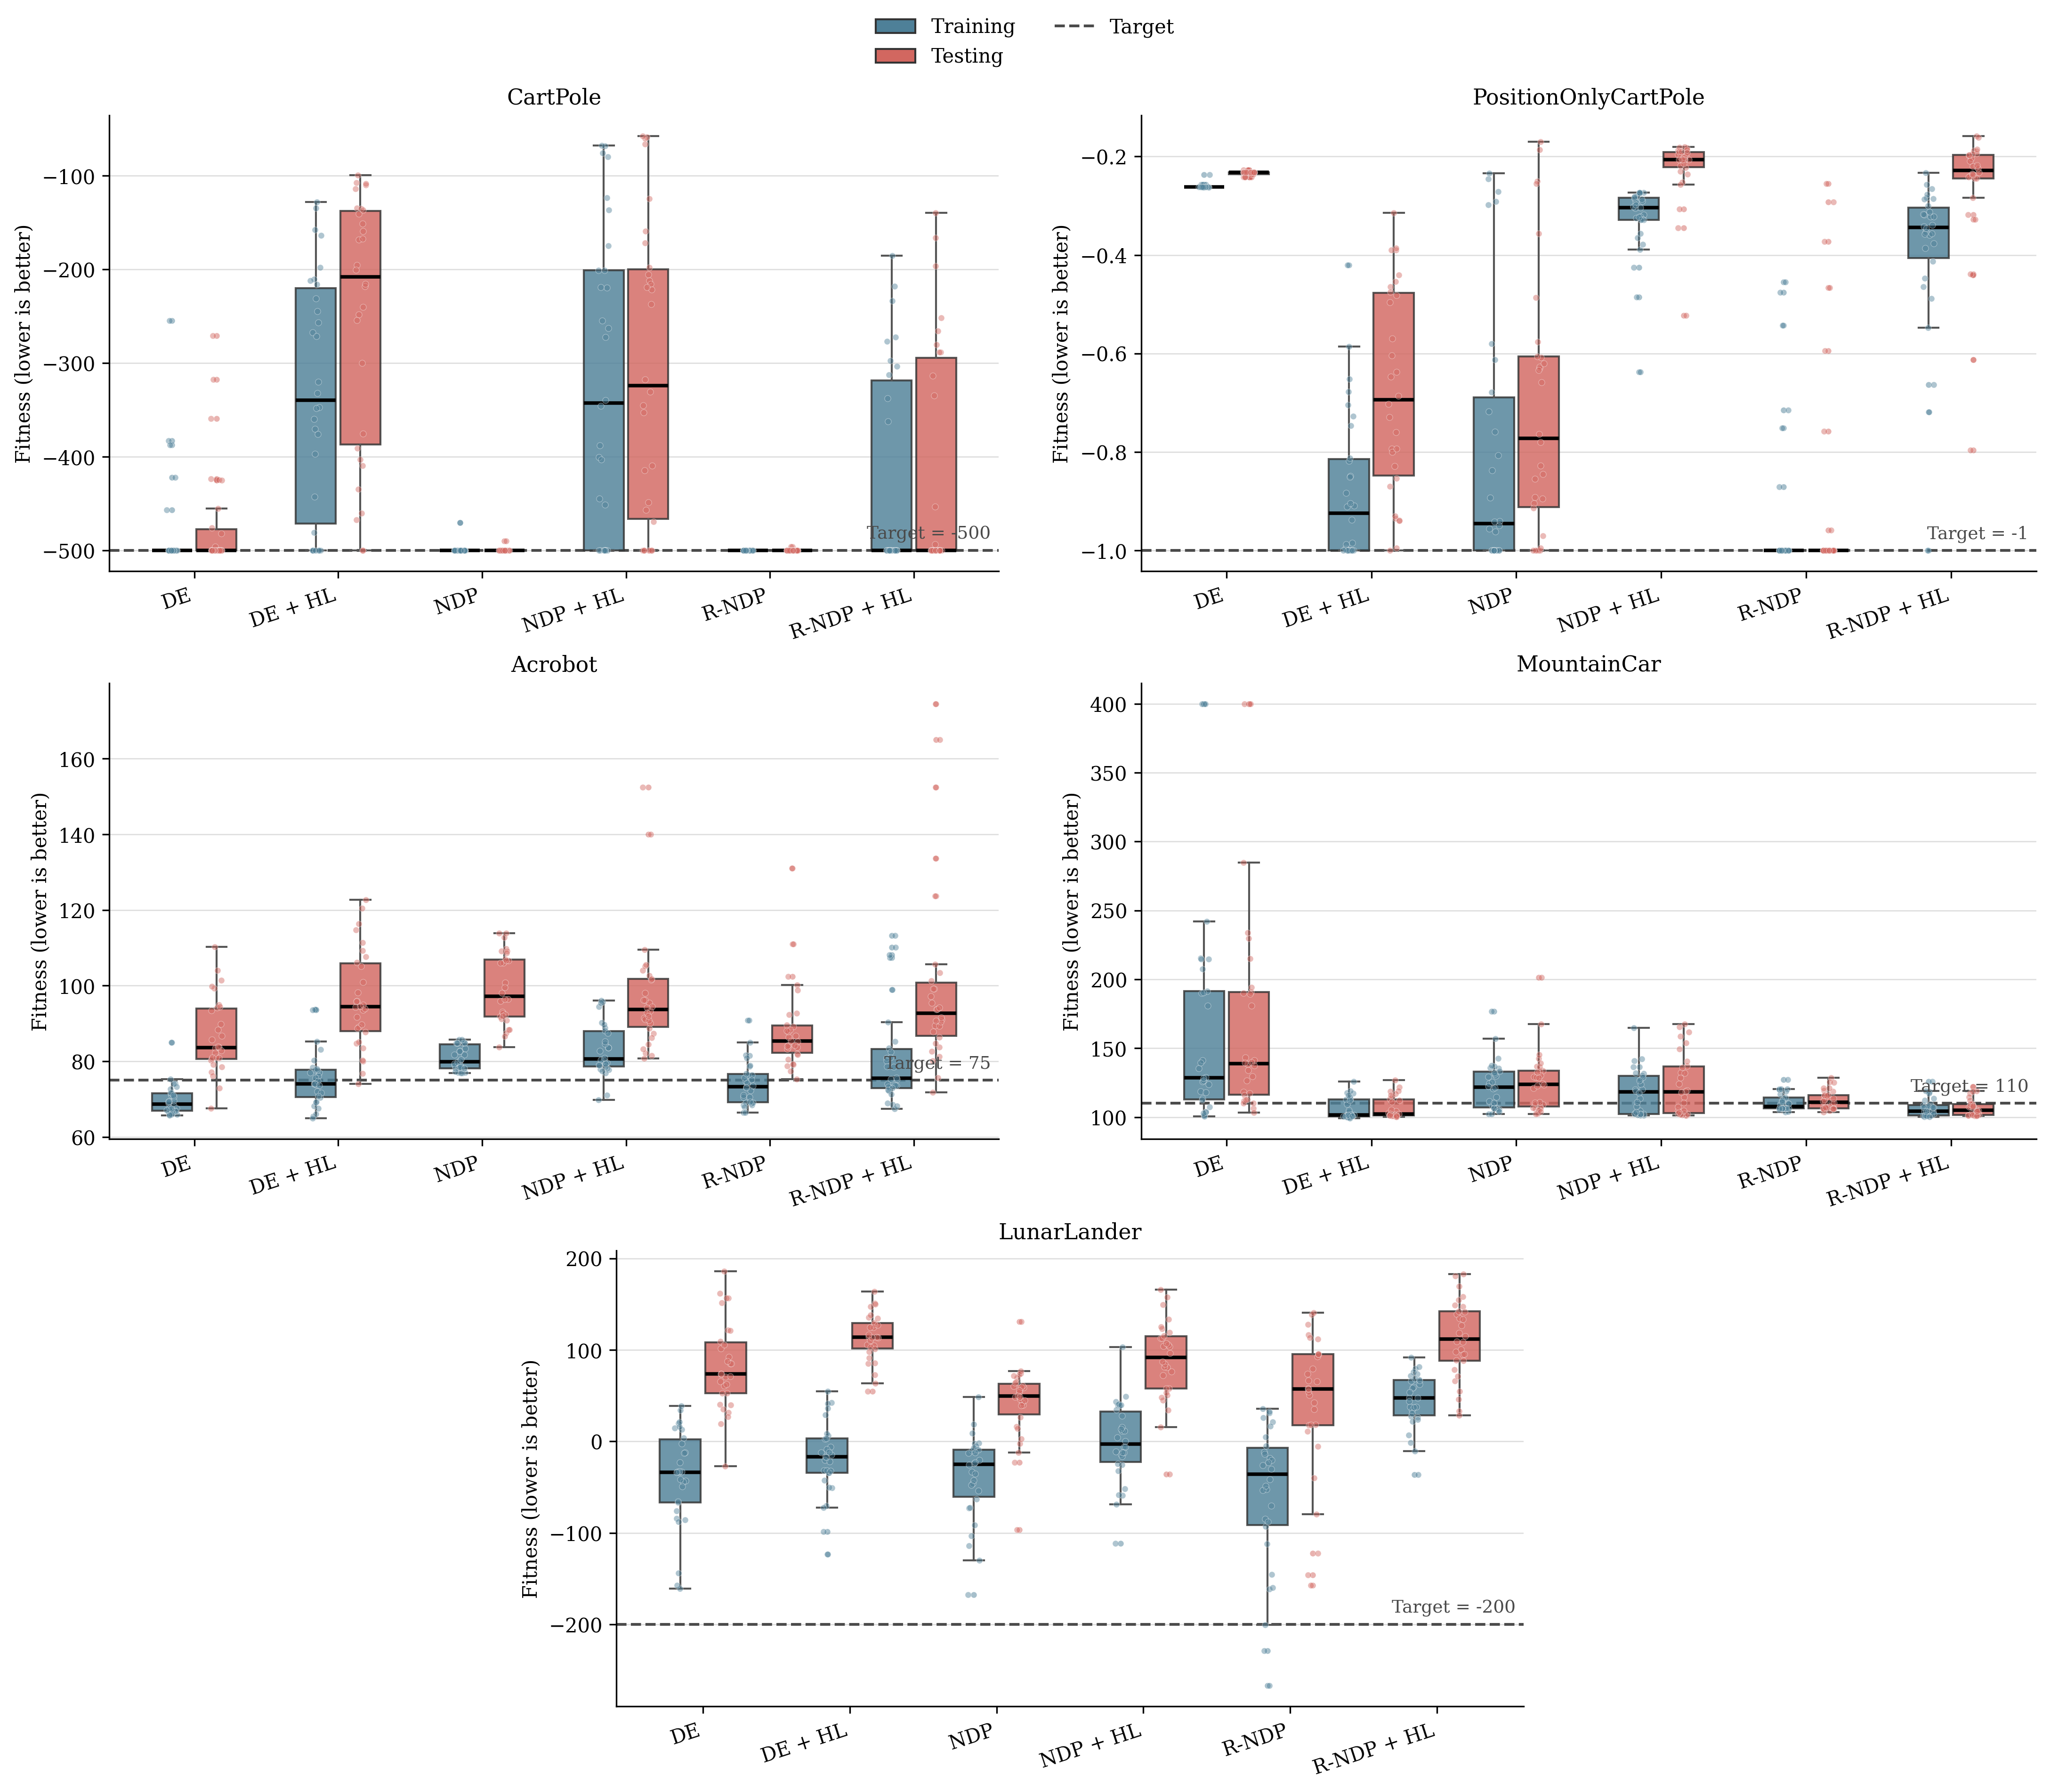 Training
Target
Testing
CartPole
Fitness (lower is better)
−100
−200
−300
−400
−500
Target = -500
DE
DE + HL
NDP
NDP + HL
R-NDP
R-NDP + HL
PositionOnlyCartPole
Fitness (lower is better)
−0.2
−0.4
−0.6
−0.8
−1.0
Target = -1
DE
DE + HL
NDP
NDP + HL
R-NDP
R-NDP + HL
Acrobot
Fitness (lower is better)
160
140
120
100
80
60
Target = 75
DE
DE + HL
NDP
NDP + HL
R-NDP
R-NDP + HL
MountainCar
Fitness (lower is better)
400
350
300
250
200
150
100
Target = 110
DE
DE + HL
NDP
NDP + HL
R-NDP
R-NDP + HL
LunarLander
Fitness (lower is better)
200
100
0
−100
−200
Target = -200
DE
DE + HL
NDP
NDP + HL
R-NDP
R-NDP + HL